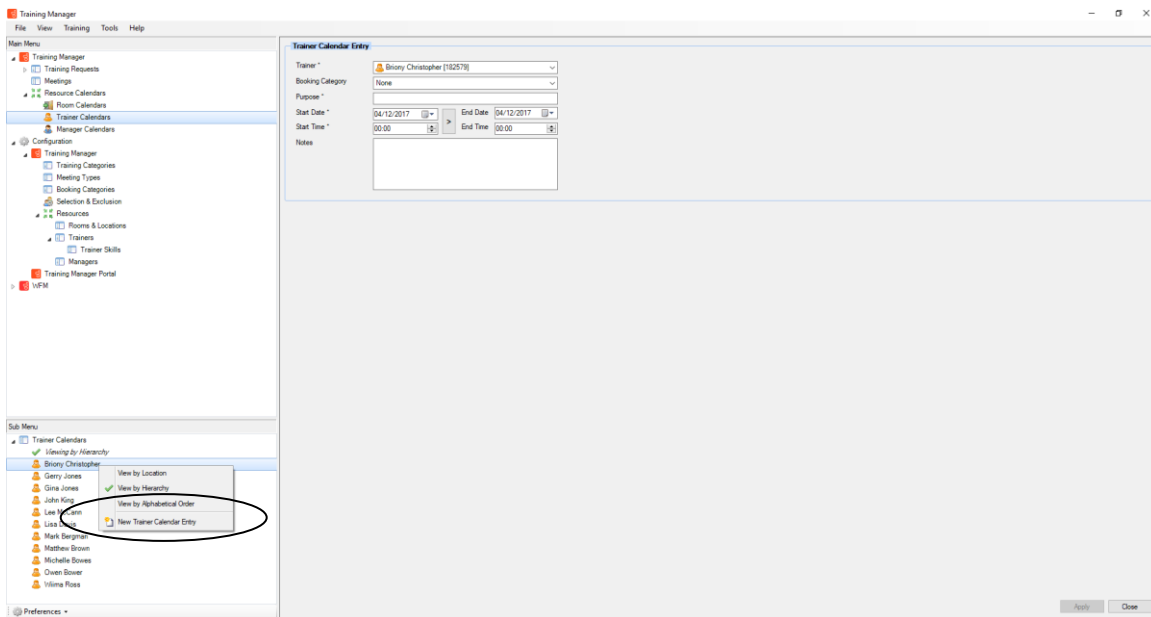 Training Manager
File View Training Tools Help
Main Menu
Training Manager
Training Requests
Meetings
Resource Calendars
Room Calendars
Trainer Calendars
Manager Calendars
Configuration
Training Manager
Training Categories
Meeting Types
Booking Categories
Selection & Exclusion
Resources
Rooms & Locations
Trainers
Trainer Skills
Managers
Training Manager Portal
WFM
Sub Menu
Trainer Calendars
Viewing by Hierarchy
Briony Christopher
Gerry Jones
Gina Jones
John King
Lee McCann
Lisa Davis
Mark Bergman
Matthew Brown
Michelle Bowes
Owen Bower
Wilma Ross
View by Location
View by Hierarchy
View by Alphabetical Order
New Trainer Calendar Entry
Preferences
Trainer Calendar Entry
Trainer * Briony Christopher [182579]
Booking Category None
Purpose *
Start Date * 04/12/2017 > End Date 04/12/2017
Start Time * 00:00 End Time 00:00
Notes
Apply Close